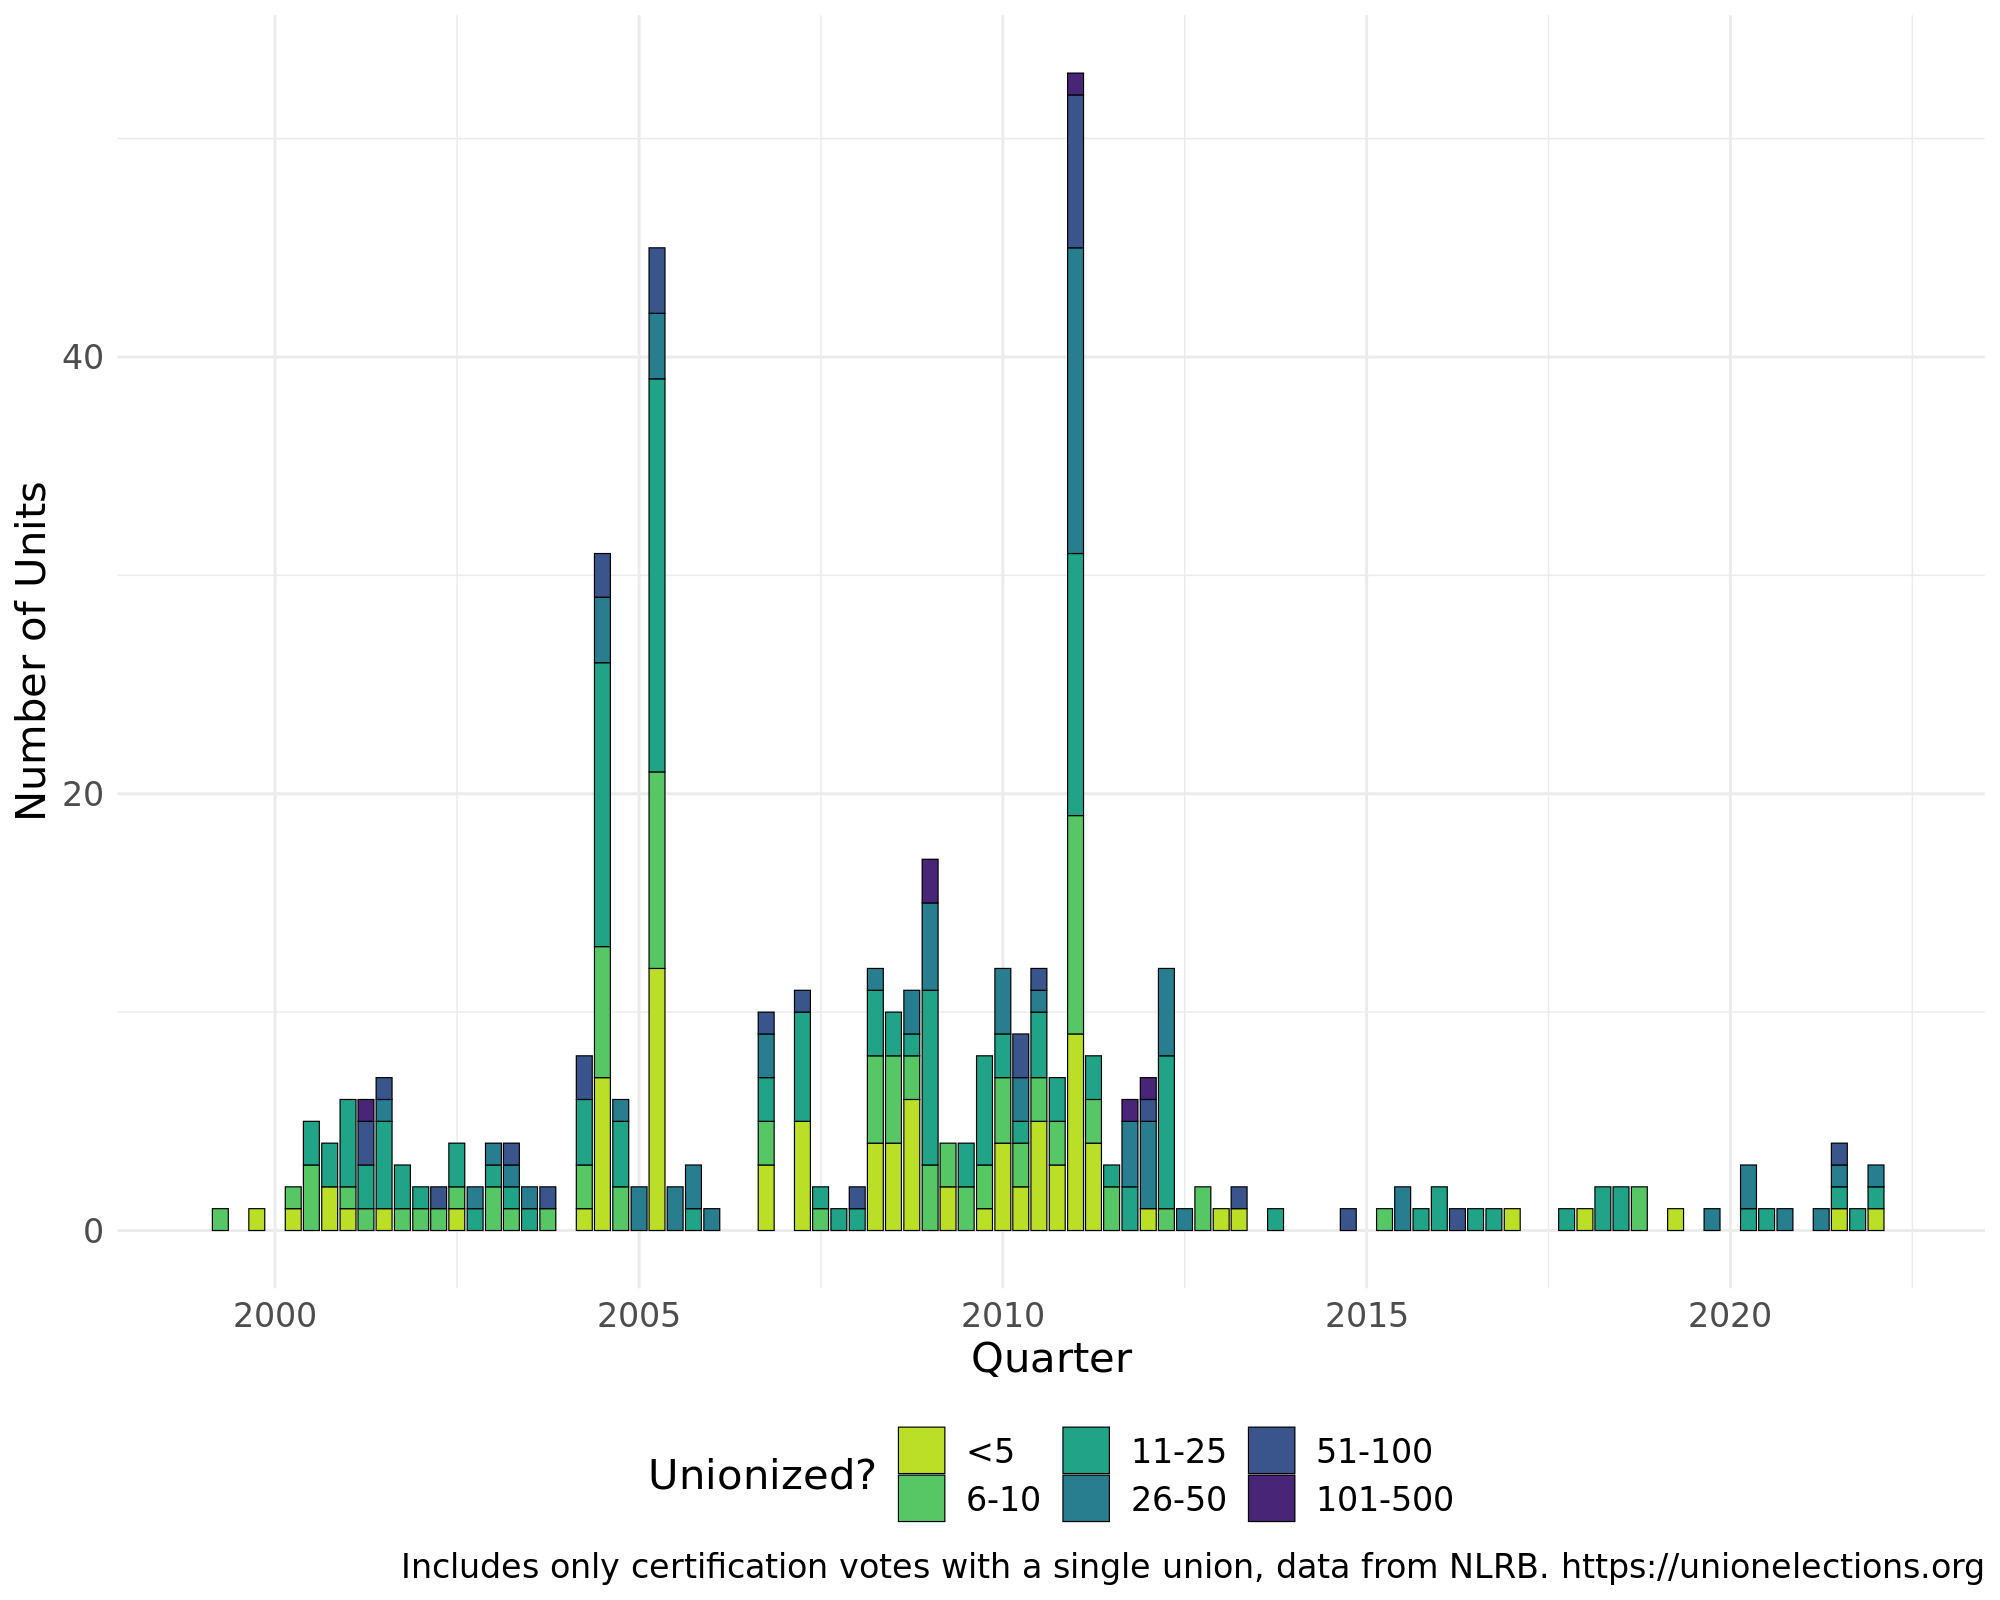 Number of Units
40
20
0
2000 2005 2010 2015 2020
Quarter
Unionized?
<5 11-25 51-100
6-10 26-50 101-500
Includes only certification votes with a single union, data from NLRB. https://unionelections.org